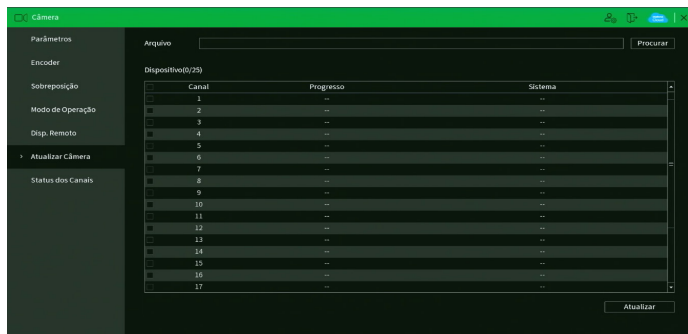 Câmera
Parâmetros
Encoder
Sobreposição
Modo de Operação
Disp. Remoto
Atualizar Câmera
Status dos Canais
Arquivo
Procurar
Dispositivo(0/25)
Canal Progresso Sistema
1 -- --
2 -- --
3 -- --
4 -- --
5 -- --
6 -- --
7 -- --
8 -- --
9 -- --
10 -- --
11 -- --
12 -- --
13 -- --
14 -- --
15 -- --
16 -- --
17 -- --
Atualizar